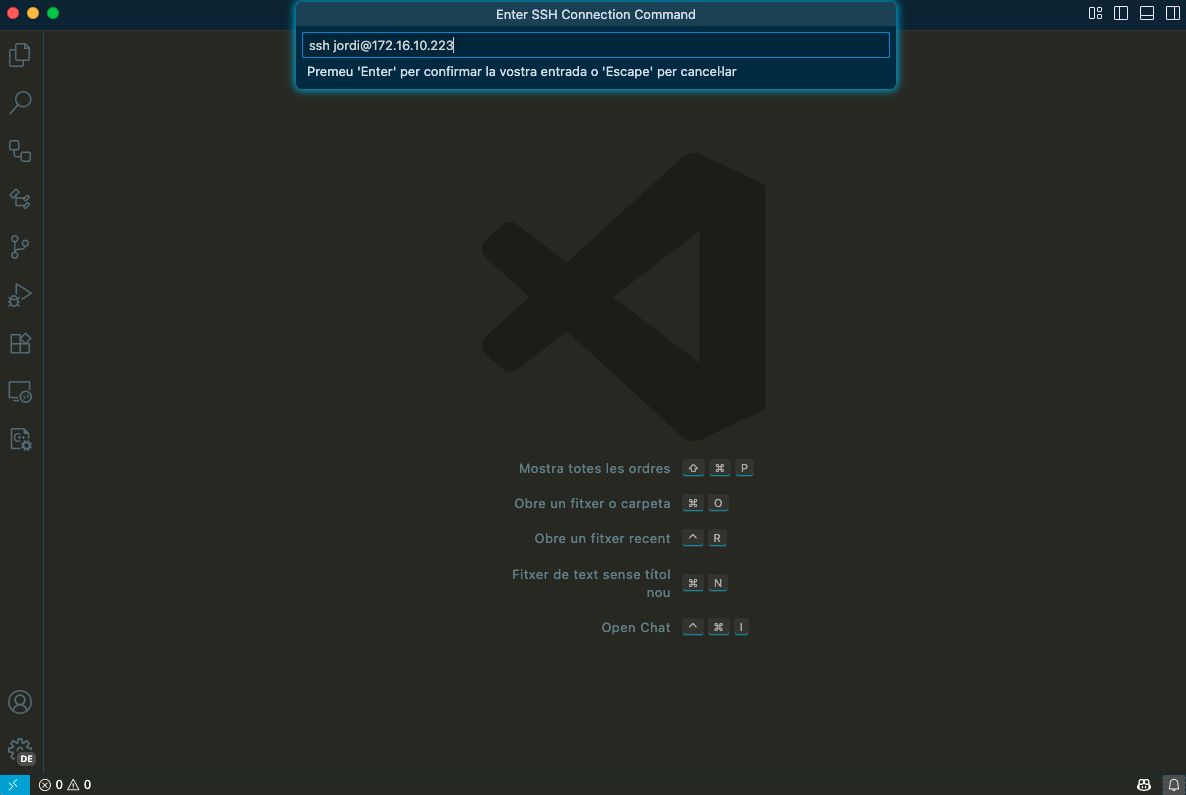 Enter SSH Connection Command
ssh jordi@172.16.10.223
Premeu 'Enter' per confirmar la vostra entrada o 'Escape' per cancel·lar
Mostra totes les ordres ⇧ ⌘ P
Obre un fitxer o carpeta ⌘ O
Obre un fitxer recent ^ R
Fitxer de text sense títol
nou ⌘ N
Open Chat ^ ⌘ I
DE
0 0